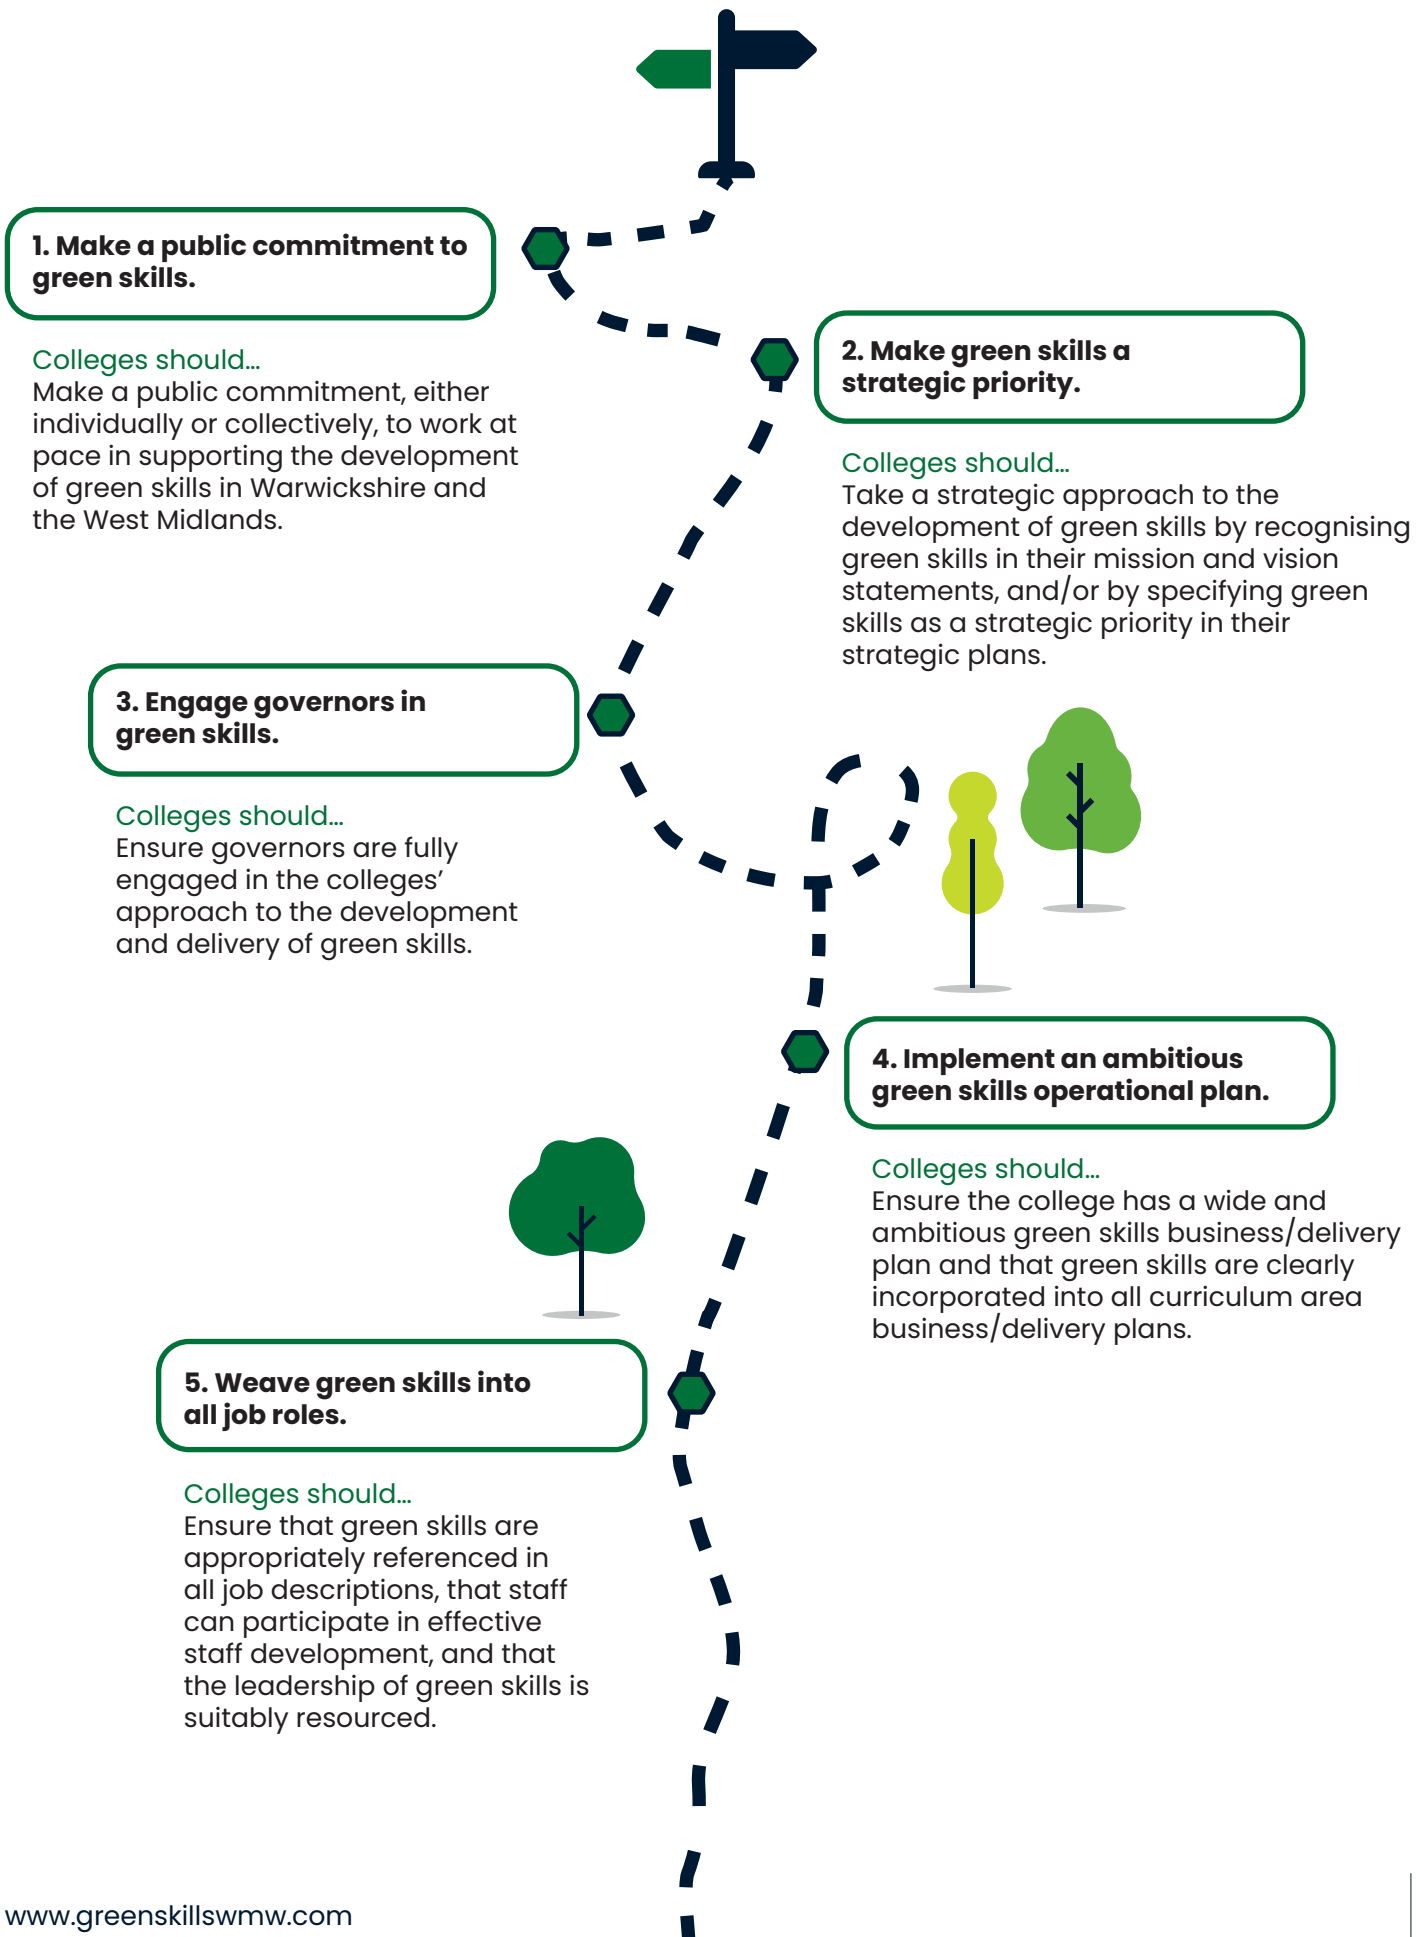 1. Make a public commitment to
green skills.
Colleges should...
Make a public commitment, either
individually or collectively, to work at
pace in supporting the development
of green skills in Warwickshire and
the West Midlands.
2. Make green skills a
strategic priority.
Colleges should...
Take a strategic approach to the
development of green skills by recognising
green skills in their mission and vision
statements, and/or by specifying green
skills as a strategic priority in their
strategic plans.
3. Engage governors in
green skills.
Colleges should...
Ensure governors are fully
engaged in the colleges’
approach to the development
and delivery of green skills.
4. Implement an ambitious
green skills operational plan.
Colleges should...
Ensure the college has a wide and
ambitious green skills business/delivery
plan and that green skills are clearly
incorporated into all curriculum area
business/delivery plans.
5. Weave green skills into
all job roles.
Colleges should...
Ensure that green skills are
appropriately referenced in
all job descriptions, that staff
can participate in effective
staff development, and that
the leadership of green skills is
suitably resourced.
www.greenskillswmw.com